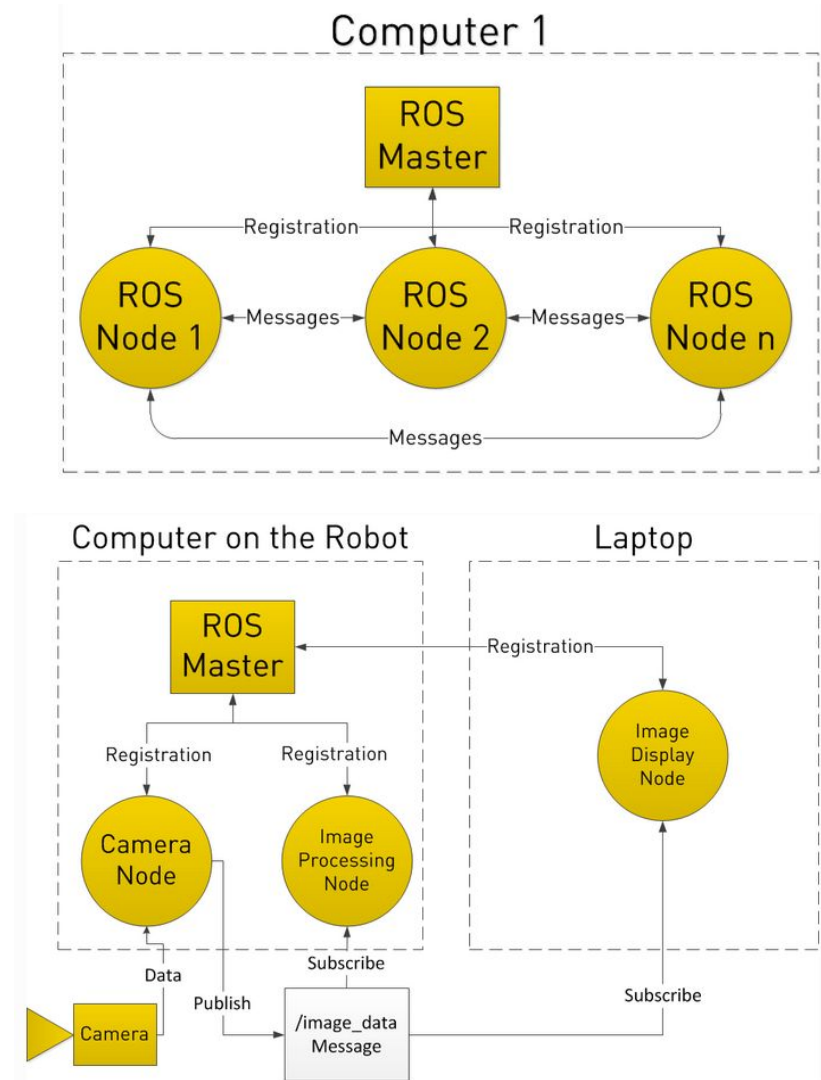 Computer 1
ROS
Master
Registration
Registration
ROS
Node 1
Messages
ROS
Node 2
Messages
ROS
Node n
Messages
Computer on the Robot
Laptop
ROS
Master
Registration
Registration
Registration
Image
Display
Node
Camera
Node
Image
Processing
Node
Data
Publish
Subscribe
Subscribe
Camera
/image_data
Message